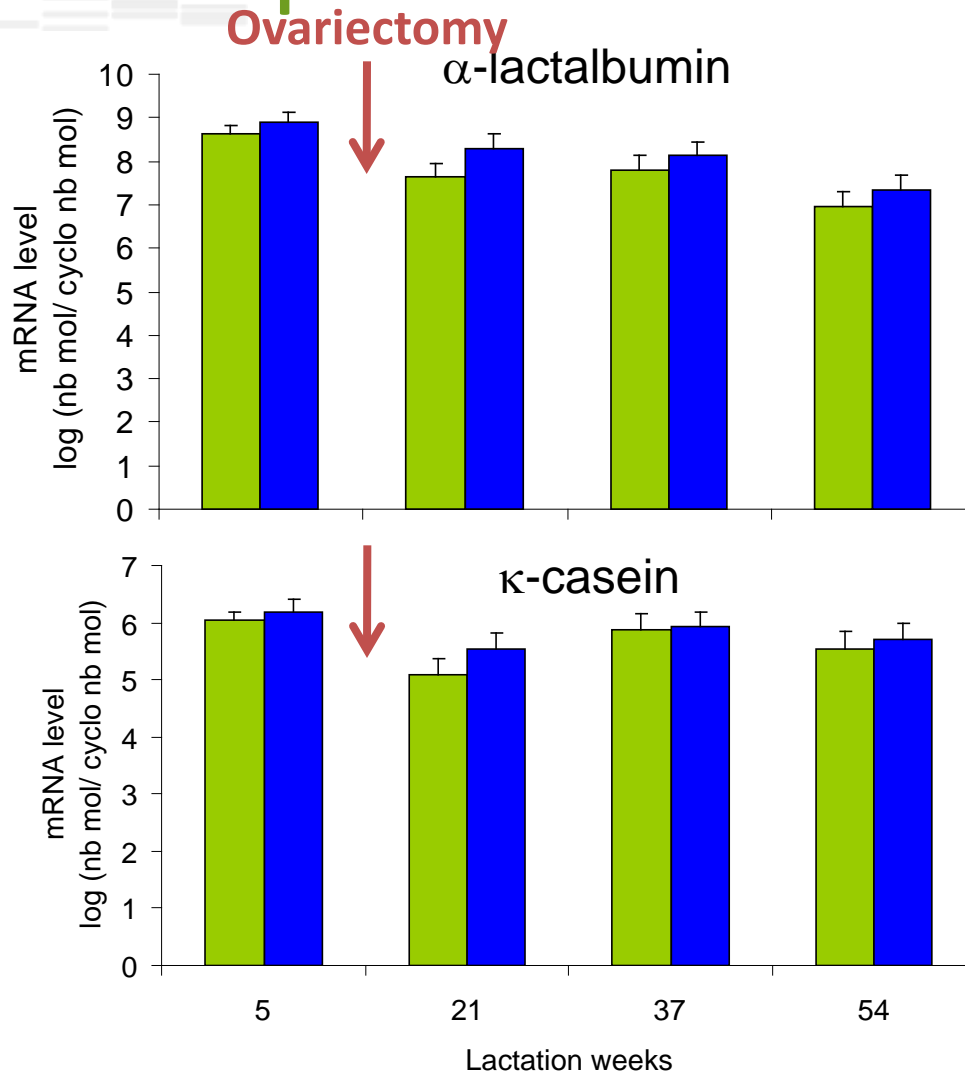 Ovariectomy
α-lactalbumin
mRNA level
log (nb mol/ cyclo nb mol)
10
9
8
7
6
5
4
3
2
1
0
κ-casein
mRNA level
log (nb mol/ cyclo nb mol)
7
6
5
4
3
2
1
0
5 21 37 54
Lactation weeks